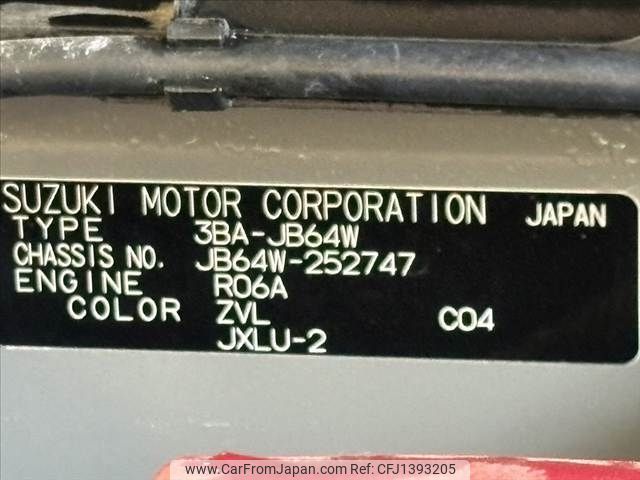 SUZUKI MOTOR CORPORATION JAPAN
TYPE 3BA-JB64W
CHASSIS NO. JB64W-252747
ENGINE R06A
COLOR ZVL C04
JXLU-2
www.CarFromJapan.com CFJ1393205